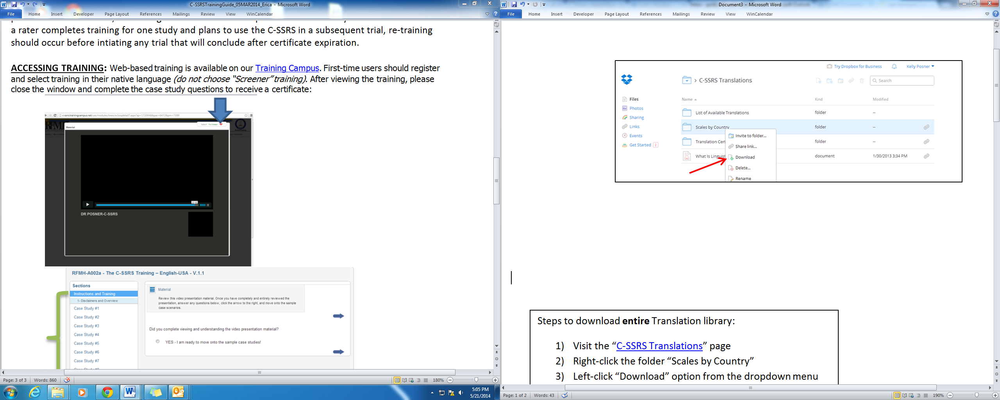 C-SSRSTrainingGuide_05MAR2014_Erica - Microsoft Word
File Home Insert Developer Page Layout References Mailings Review View WinCalendar
a rater completes training for one study and plans to use the C-SSRS in a subsequent trial, re-training
should occur before intiating any trial that will conclude after certificate expiration.
ACCESSING TRAINING: Web-based training is available on our Training Campus. First-time users should register
and select training in their native language (do not choose "Screener" training). After viewing the training, please
close the window and complete the case study questions to receive a certificate:
Material
Default Full Screen
DR POSNER-C-SSRS
RFMH-A002a - The C-SSRS Training – English-USA - V.1.1
Sections
Instructions and Training
1- Disclaimers and Overview
Case Study #1
Case Study #2
Case Study #3
Case Study #4
Case Study #5
Case Study #6
Case Study #7
Material
Review this video presentation material. Once you have completely and entirely reviewed the
presentation, answer any questions below, click the arrow to the right, and move onto the sample
case scenarios.
Did you complete viewing and understanding the video presentation material?
YES - I am ready to move onto the sample case studies!
Page: 3 of 3 Words: 860 180%
5:05 PM
5/21/2014
Document3 - Microsoft Word
File Home Insert Developer Page Layout References Mailings Review View WinCalendar
Try Dropbox for Business Kelly Posner
> C-SSRS Translations Search
Files
Photos
Sharing
Links
Events
Get Started 2
Name Kind Modified
List of Available Translations folder --
Scales by Country folder --
Translation Cert folder --
What Is Linguist document 1/30/2013 3:34 PM
Invite to folder...
Share link...
Download
Delete...
Rename
Steps to download entire Translation library:
1) Visit the “C-SSRS Translations” page
2) Right-click the folder “Scales by Country”
3) Left-click “Download” option from the dropdown menu
Page: 1 of 2 Words: 43 190%